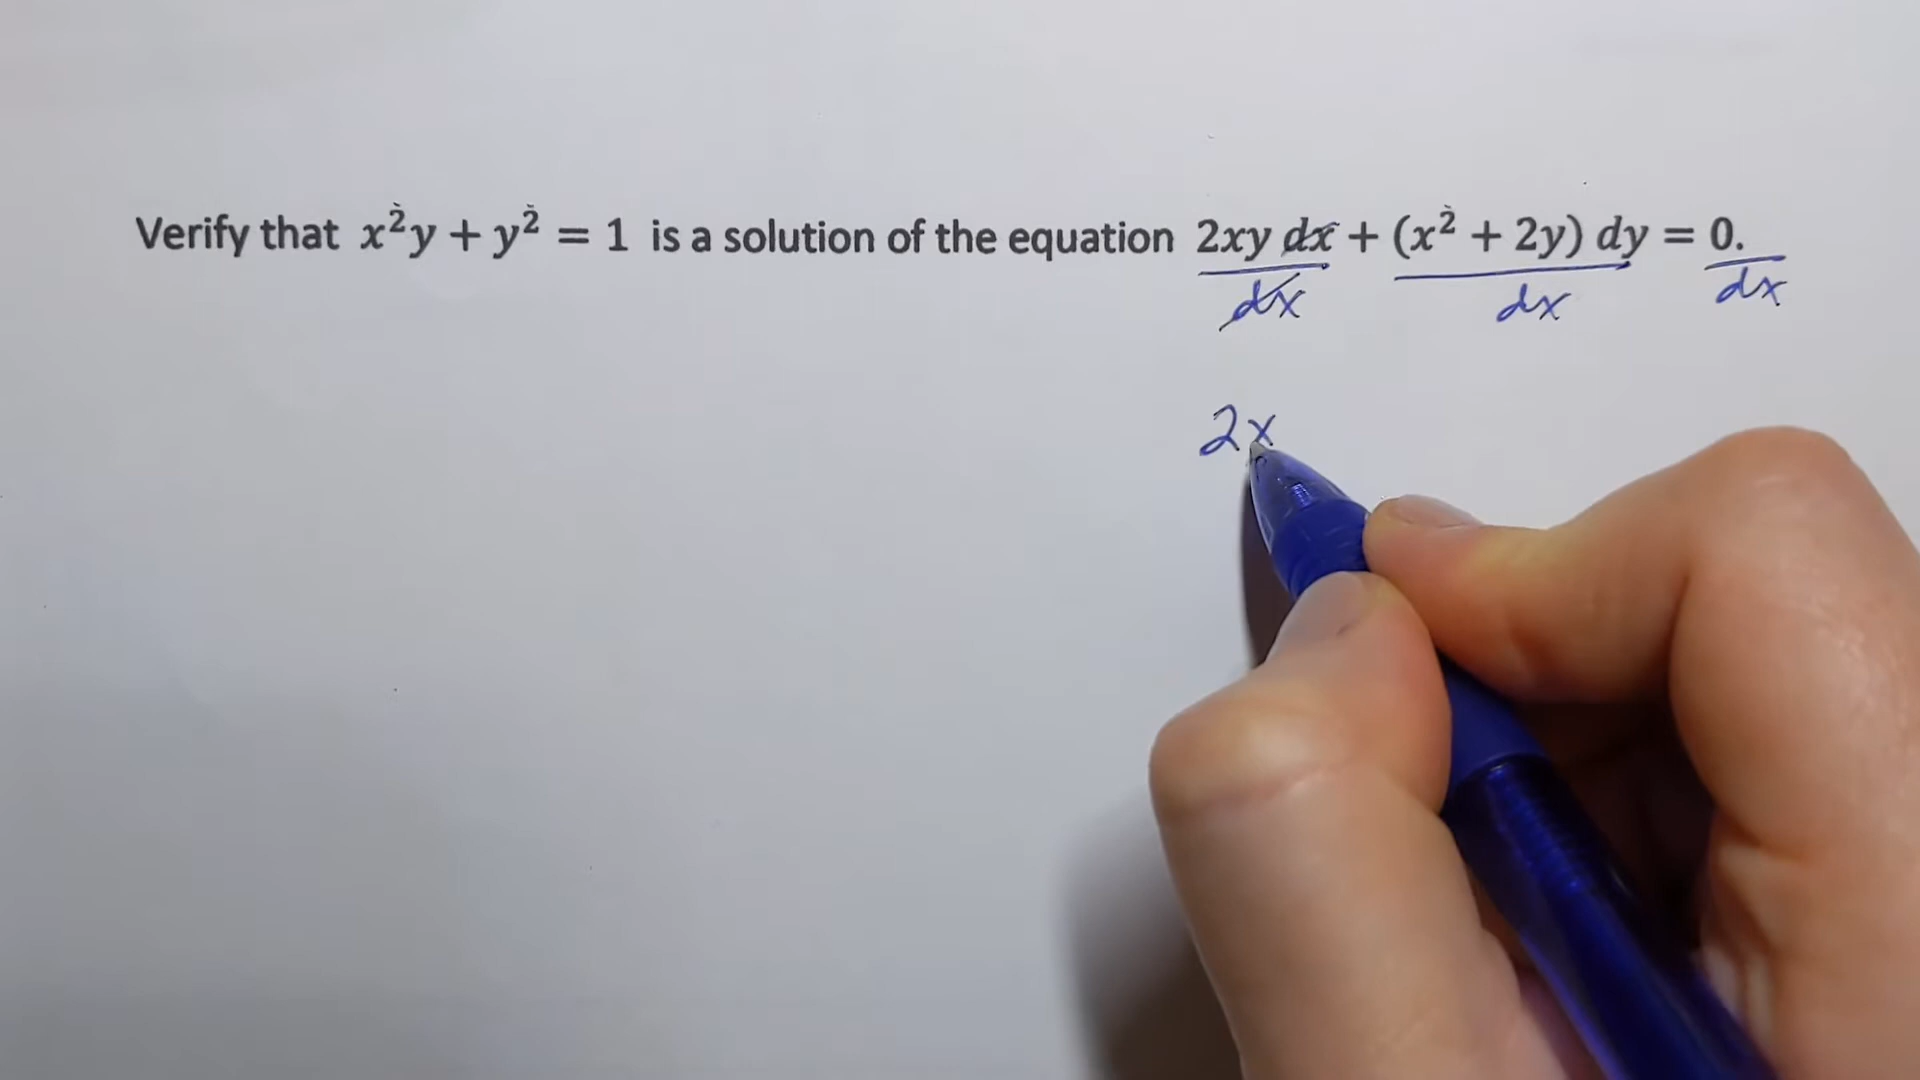 Verify that x²y + y² = 1 is a solution of the equation 2xy dx + (x² + 2y) dy = 0.
dx dx dx
2x